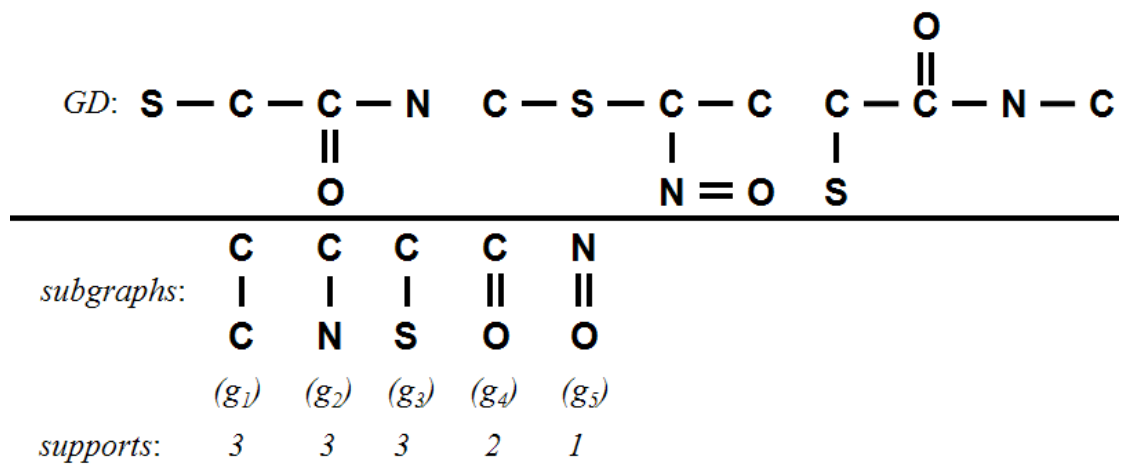 O
GD: S — C — C — N C — S — C — C C — C — N — C
O N = O S
C C C C N
subgraphs:
C N S O O
(g1) (g2) (g3) (g4) (g5)
supports: 3 3 3 2 1